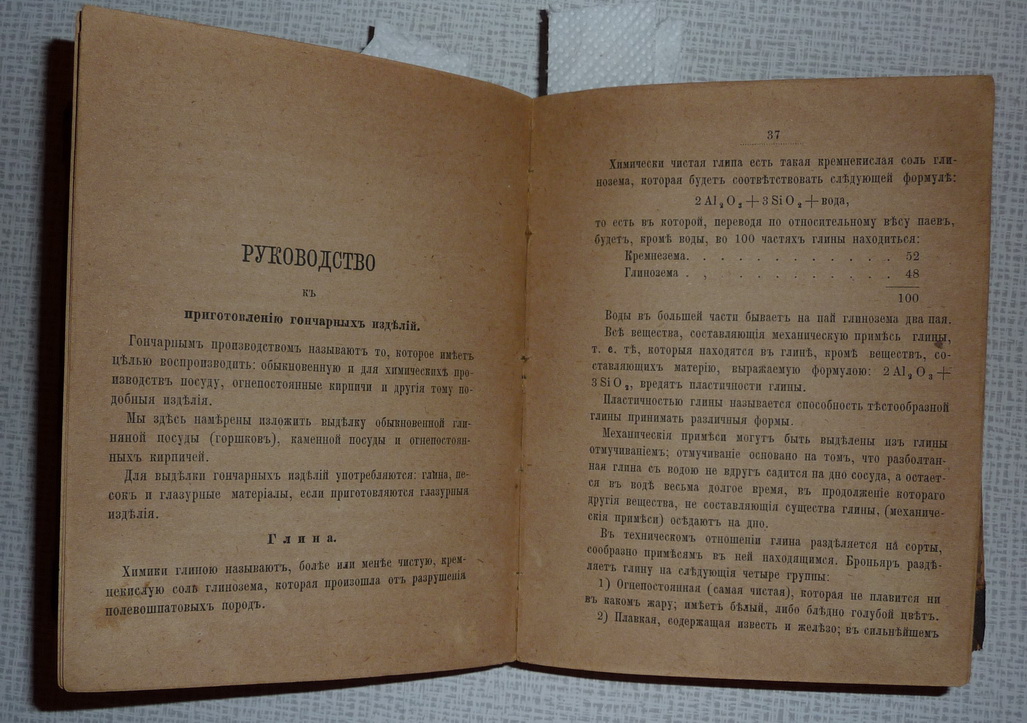 РУКОВОДСТВО
къ
приготовленію гончарныхъ издѣлій.
Гончарнымъ производствомъ называютъ то, которое имѣетъ
цѣлью воспроизводить: обыкновенную и для химическихъ про-
изводствъ посуду, огнепостоянные кирпичи и другія тому по-
добныя издѣлія.
Мы здѣсь намѣрены изложить выдѣлку обыкновенной гли-
няной посуды (горшковъ), каменной посуды и огнепостоян-
ныхъ кирпичей.
Для выдѣлки гончарныхъ издѣлій употребляются: глина, пе-
сокъ и глазурные матеріалы, если приготовляются глазурныя
издѣлія.
Глина.
Химики глиною называютъ, болѣе или менѣе чистую, крем-
некислую соль глинозема, которая произошла отъ разрушенія
полевошпатовыхъ породъ.
37
Химически чистая глина есть такая кремнекислая соль гли-
нозема, которая будетъ соотвѣтствовать слѣдующей формулѣ:
2 Al₂ O₂ + 3 Si O₂ + вода,
то есть въ которой, переводя по относительному вѣсу паевъ,
будетъ, кромѣ воды, во 100 частяхъ глины находиться:
Кремнезема. . . . . . . . . . . . 52
Глинозема . , . . . . . . . . . . 48
100
Воды въ большей части бываетъ на пай глинозема два пая.
Всѣ вещества, составляющія механическую примѣсь глины,
т. е. тѣ, которыя находятся въ глинѣ, кромѣ веществъ, со-
ставляющихъ матерію, выражаемую формулою: 2 Al₂ O₃ +
3 Si O₂, вредятъ пластичности глины.
Пластичностью глины называется способность тѣстообразной
глины принимать различныя формы.
Механическія примѣси могутъ быть выдѣлены изъ глины
отмучиваніемъ; отмучиваніе основано на томъ, что разболтан-
ная глина съ водою не вдругъ садится на дно сосуда, а остает-
ся въ водѣ весьма долгое время, въ продолженіе котораго
другія вещества, не составляющія существа глины, (механиче-
скія примѣси) осѣдаютъ на дно.
Въ техническомъ отношеніи глина раздѣляется на сорты,
сообразно примѣсямъ въ ней находящимся. Броньяръ раздѣ-
ляетъ глину на слѣдующія четыре группы:
1) Огнепостоянная (самая чистая), которая не плавится ни
въ какомъ жару; имѣетъ бѣлый, либо блѣдно голубой цвѣтъ.
2) Плавкая, содержащая известь и желѣзо; въ сильнѣйшемъ